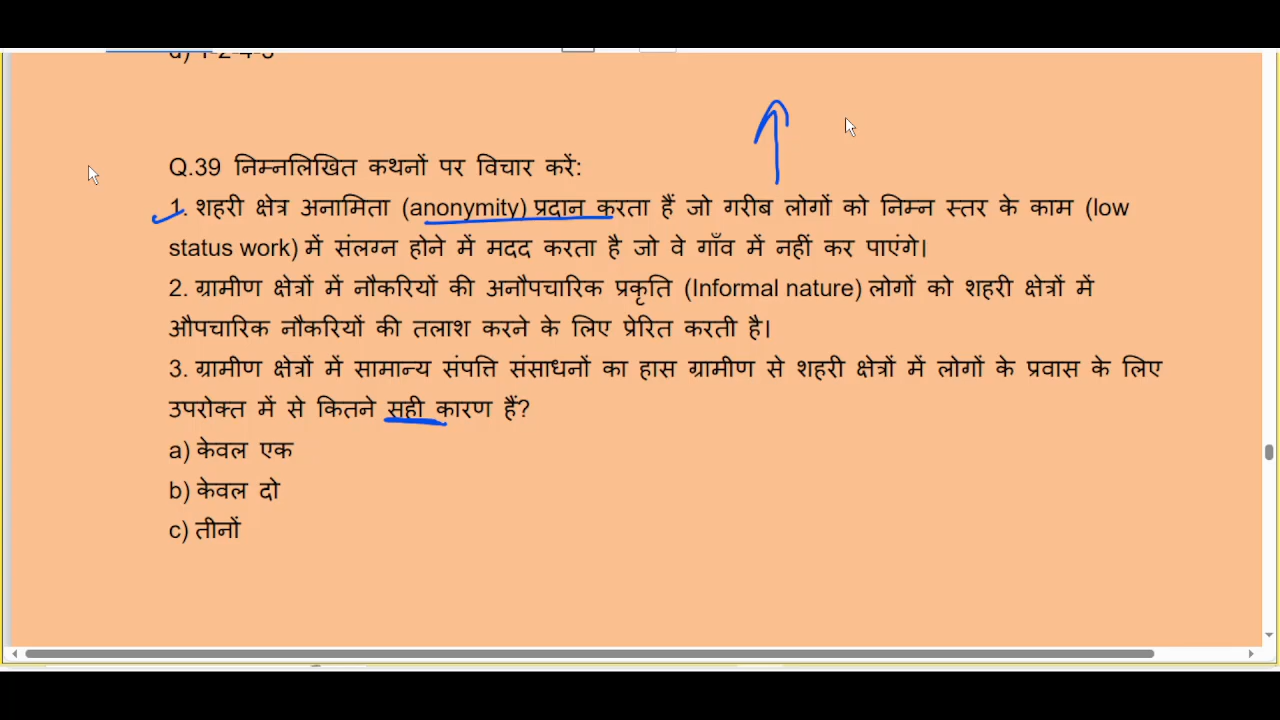 Q.39 निम्नलिखित कथनों पर विचार करें:
1. शहरी क्षेत्र अनामिता (anonymity) प्रदान करता हैं जो गरीब लोगों को निम्न स्तर के काम (low
status work) में संलग्न होने में मदद करता है जो वे गाँव में नहीं कर पाएंगे।
2. ग्रामीण क्षेत्रों में नौकरियों की अनौपचारिक प्रकृति (Informal nature) लोगों को शहरी क्षेत्रों में
औपचारिक नौकरियों की तलाश करने के लिए प्रेरित करती है।
3. ग्रामीण क्षेत्रों में सामान्य संपत्ति संसाधनों का हास ग्रामीण से शहरी क्षेत्रों में लोगों के प्रवास के लिए
उपरोक्त में से कितने सही कारण हैं?
a) केवल एक
b) केवल दो
c) तीनों